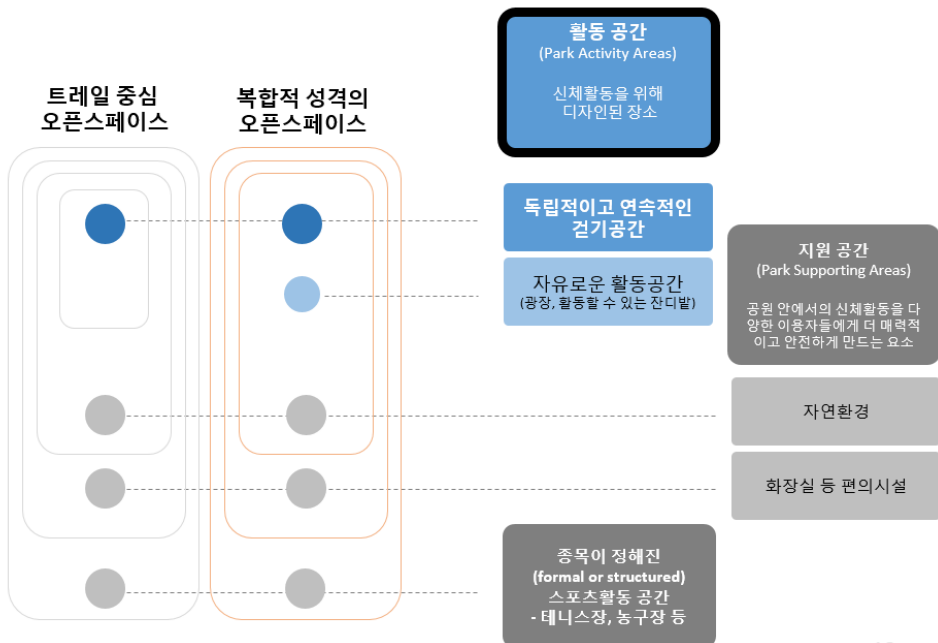 트레일 중심
오픈스페이스
복합적 성격의
오픈스페이스
활동 공간
(Park Activity Areas)
신체활동을 위해
디자인된 장소
독립적이고 연속적인
걷기공간
자유로운 활동공간
(광장, 활동할 수 있는 잔디밭)
지원 공간
(Park Supporting Areas)
공원 안에서의 신체활동을 다
양한 이용자들에게 더 매력적
이고 안전하게 만드는 요소
자연환경
화장실 등 편의시설
종목이 정해진
(formal or structured)
스포츠활동 공간
- 테니스장, 농구장 등